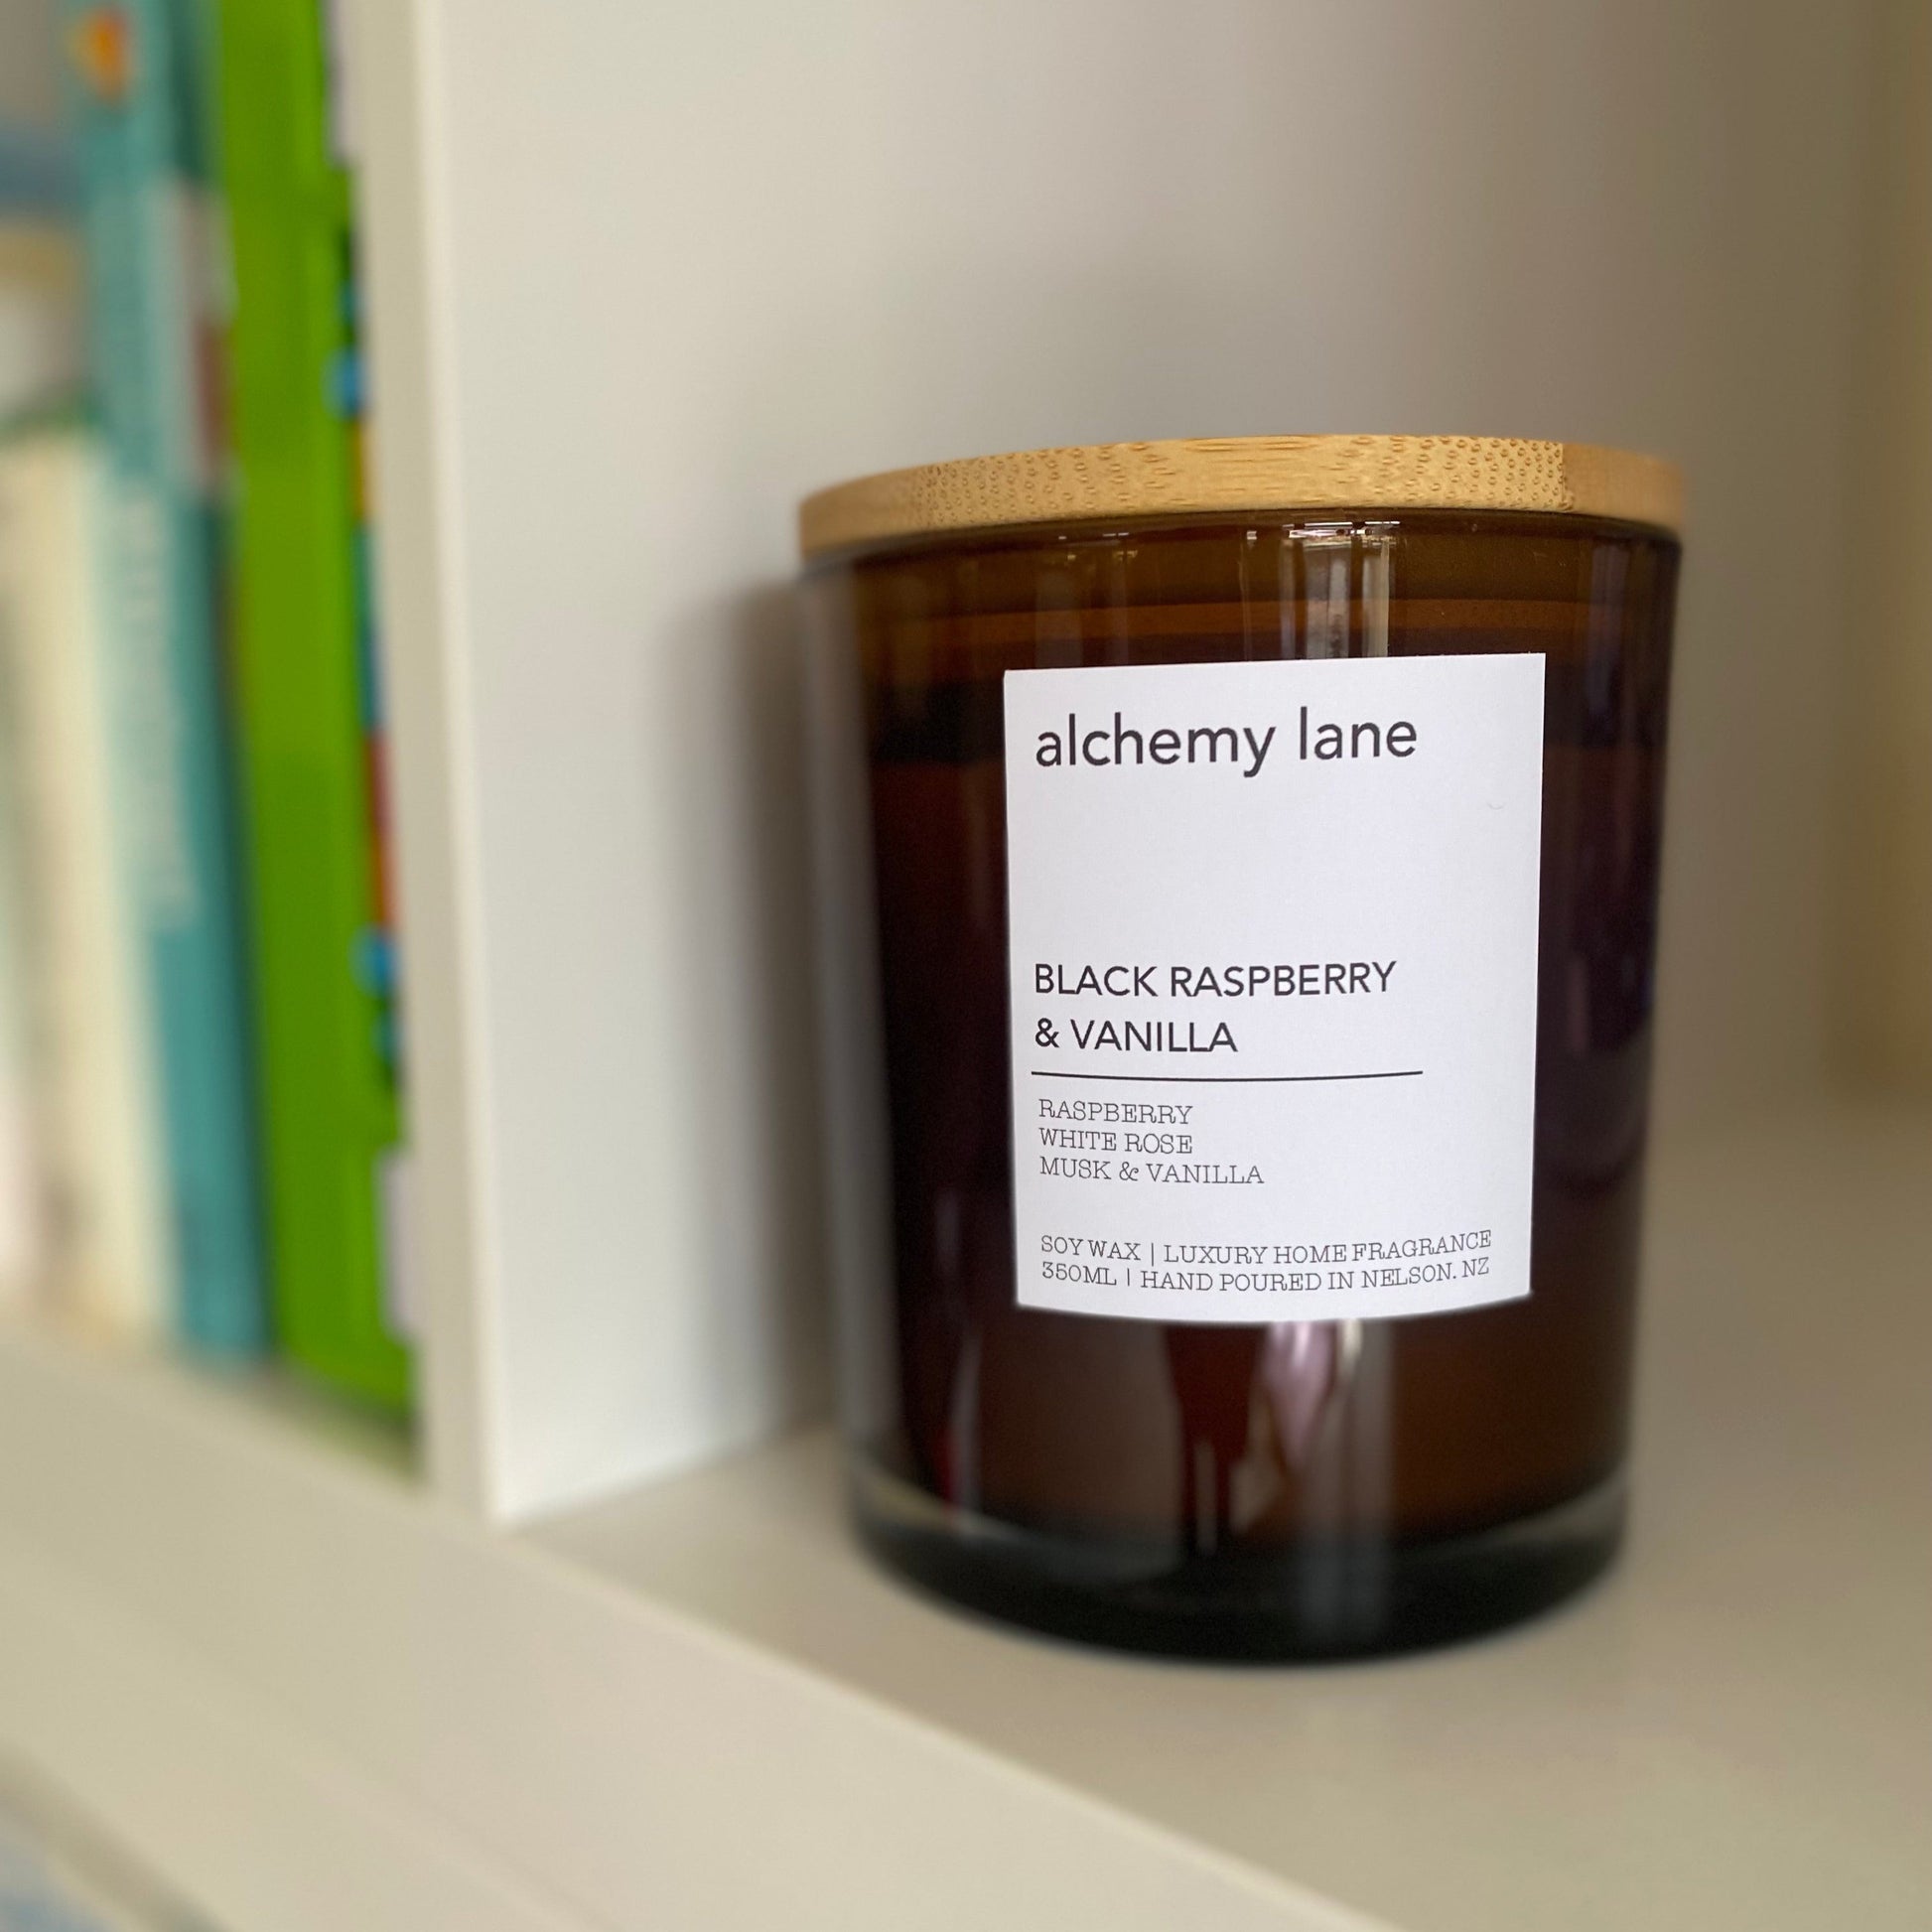 alchemy lane
BLACK RASPBERRY
& VANILLA
RASPBERRY
WHITE ROSE
MUSK & VANILLA
SOY WAX | LUXURY HOME FRAGRANCE
350ML | HAND POURED IN NELSON. NZ